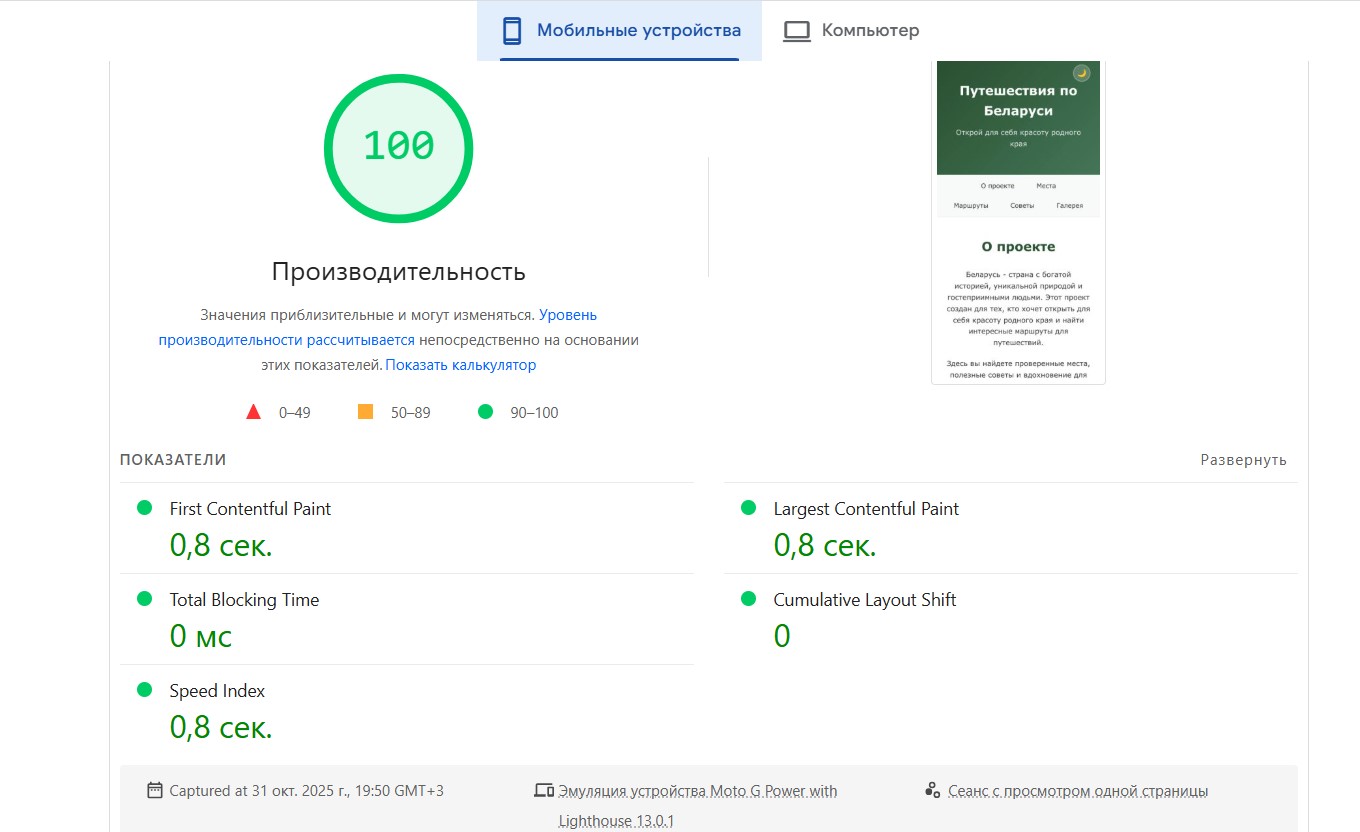 Мобильные устройства
Компьютер
100
Производительность
Значения приблизительные и могут изменяться. Уровень
производительности рассчитывается непосредственно на основании
этих показателей. Показать калькулятор
0–49
50–89
90–100
Путешествия по
Беларуси
Открой для себя красоту родного
края
О проекте Места
Маршруты Советы Галерея
О проекте
Беларусь - страна с богатой
историей, уникальной природой и
гостеприимными людьми. Этот проект
создан для тех, кто хочет открыть для
себя красоту родного края и найти
интересные маршруты для
путешествий.
Здесь вы найдете проверенные места,
полезные советы и вдохновение для
ПОКАЗАТЕЛИ
Развернуть
First Contentful Paint
0,8 сек.
Largest Contentful Paint
0,8 сек.
Total Blocking Time
0 мс
Cumulative Layout Shift
0
Speed Index
0,8 сек.
Captured at 31 окт. 2025 г., 19:50 GMT+3
Эмуляция устройства Moto G Power with
Lighthouse 13.0.1
Сеанс с просмотром одной страницы